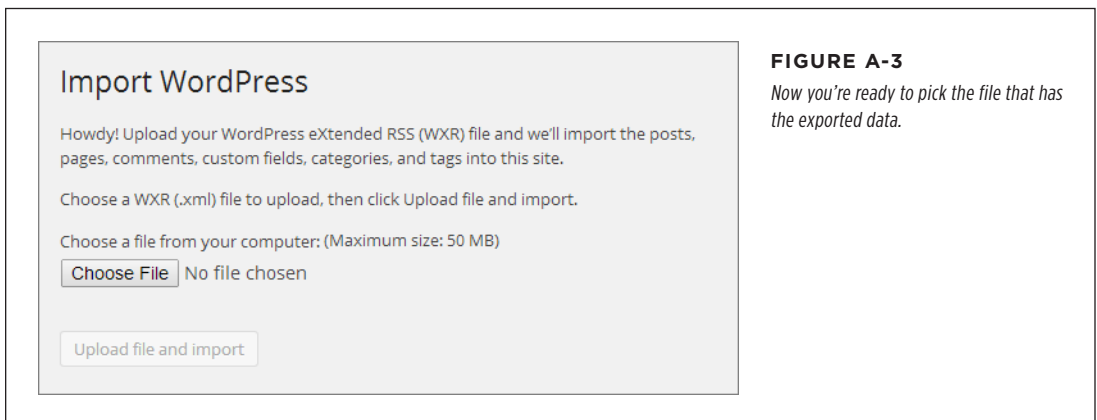 Import WordPress
Howdy! Upload your WordPress eXtended RSS (WXR) file and we'll import the posts,
pages, comments, custom fields, categories, and tags into this site.
Choose a WXR (.xml) file to upload, then click Upload file and import.
Choose a file from your computer: (Maximum size: 50 MB)
Choose File No file chosen
Upload file and import
FIGURE A-3
Now you're ready to pick the file that has
the exported data.